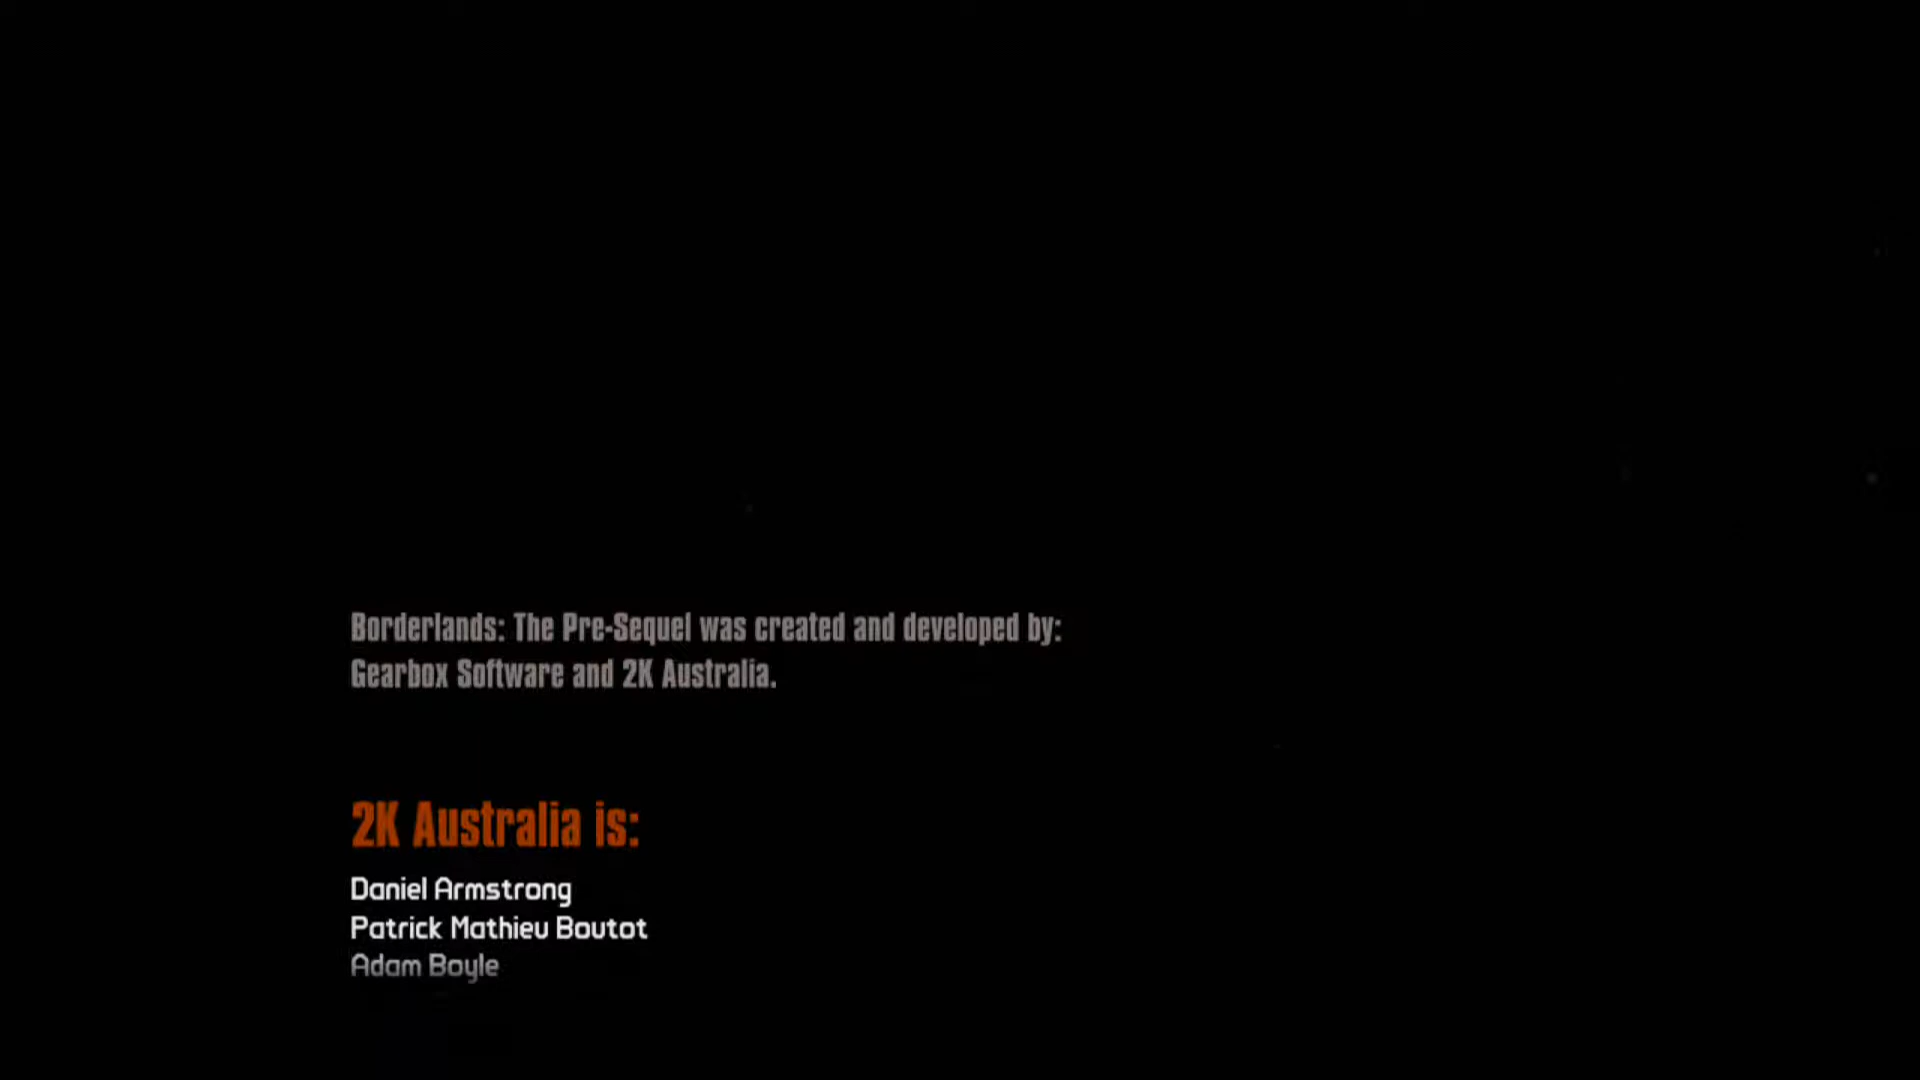 Borderlands: The Pre-Sequel was created and developed by:
Gearbox Software and 2K Australia.
2K Australia is:
Daniel Armstrong
Patrick Mathieu Boutot
Adam Boyle